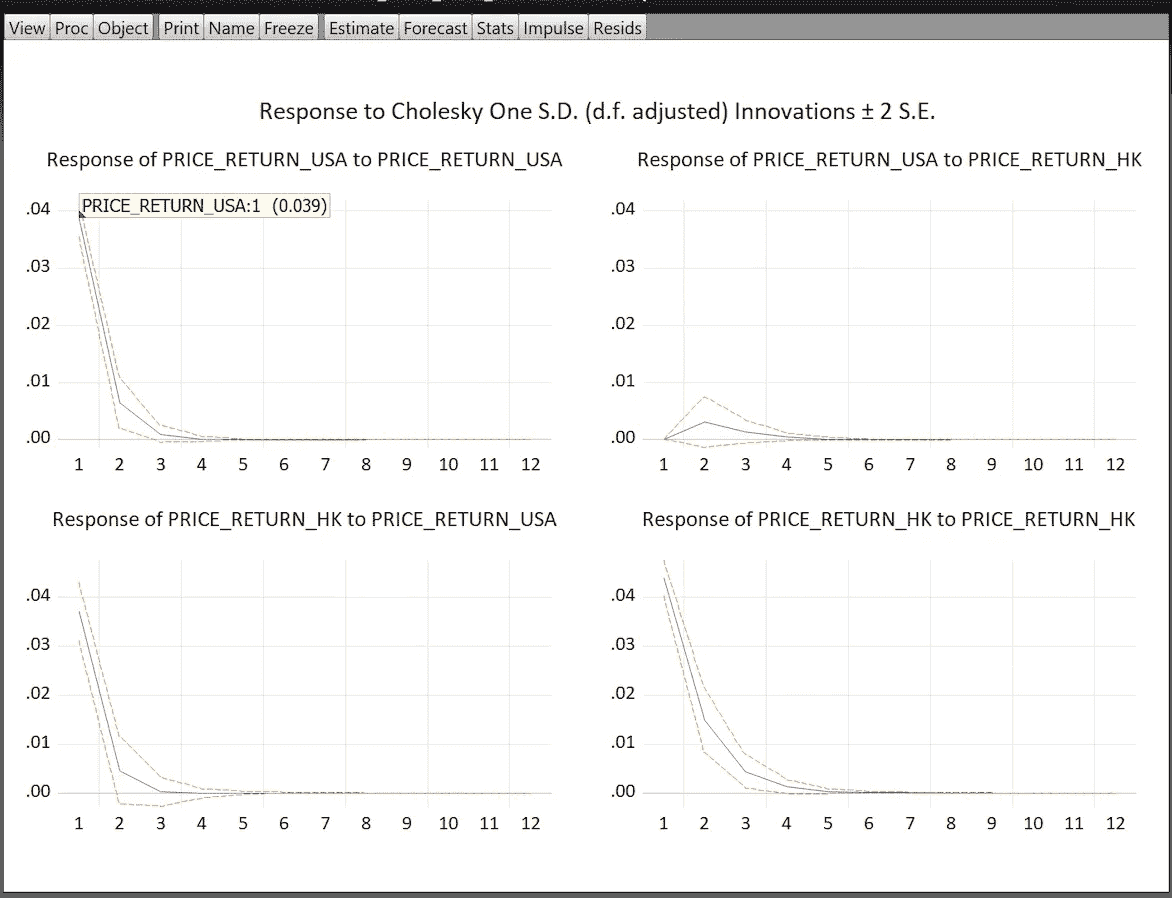 View Proc Object Print Name Freeze Estimate Forecast Stats Impulse Resids
Response to Cholesky One S.D. (d.f. adjusted) Innovations ± 2 S.E.
Response of PRICE_RETURN_USA to PRICE_RETURN_USA
PRICE_RETURN_USA:1 (0.039)
.04
.03
.02
.01
.00
1 2 3 4 5 6 7 8 9 10 11 12
Response of PRICE_RETURN_USA to PRICE_RETURN_HK
.04
.03
.02
.01
.00
1 2 3 4 5 6 7 8 9 10 11 12
Response of PRICE_RETURN_HK to PRICE_RETURN_USA
.04
.03
.02
.01
.00
1 2 3 4 5 6 7 8 9 10 11 12
Response of PRICE_RETURN_HK to PRICE_RETURN_HK
.04
.03
.02
.01
.00
1 2 3 4 5 6 7 8 9 10 11 12